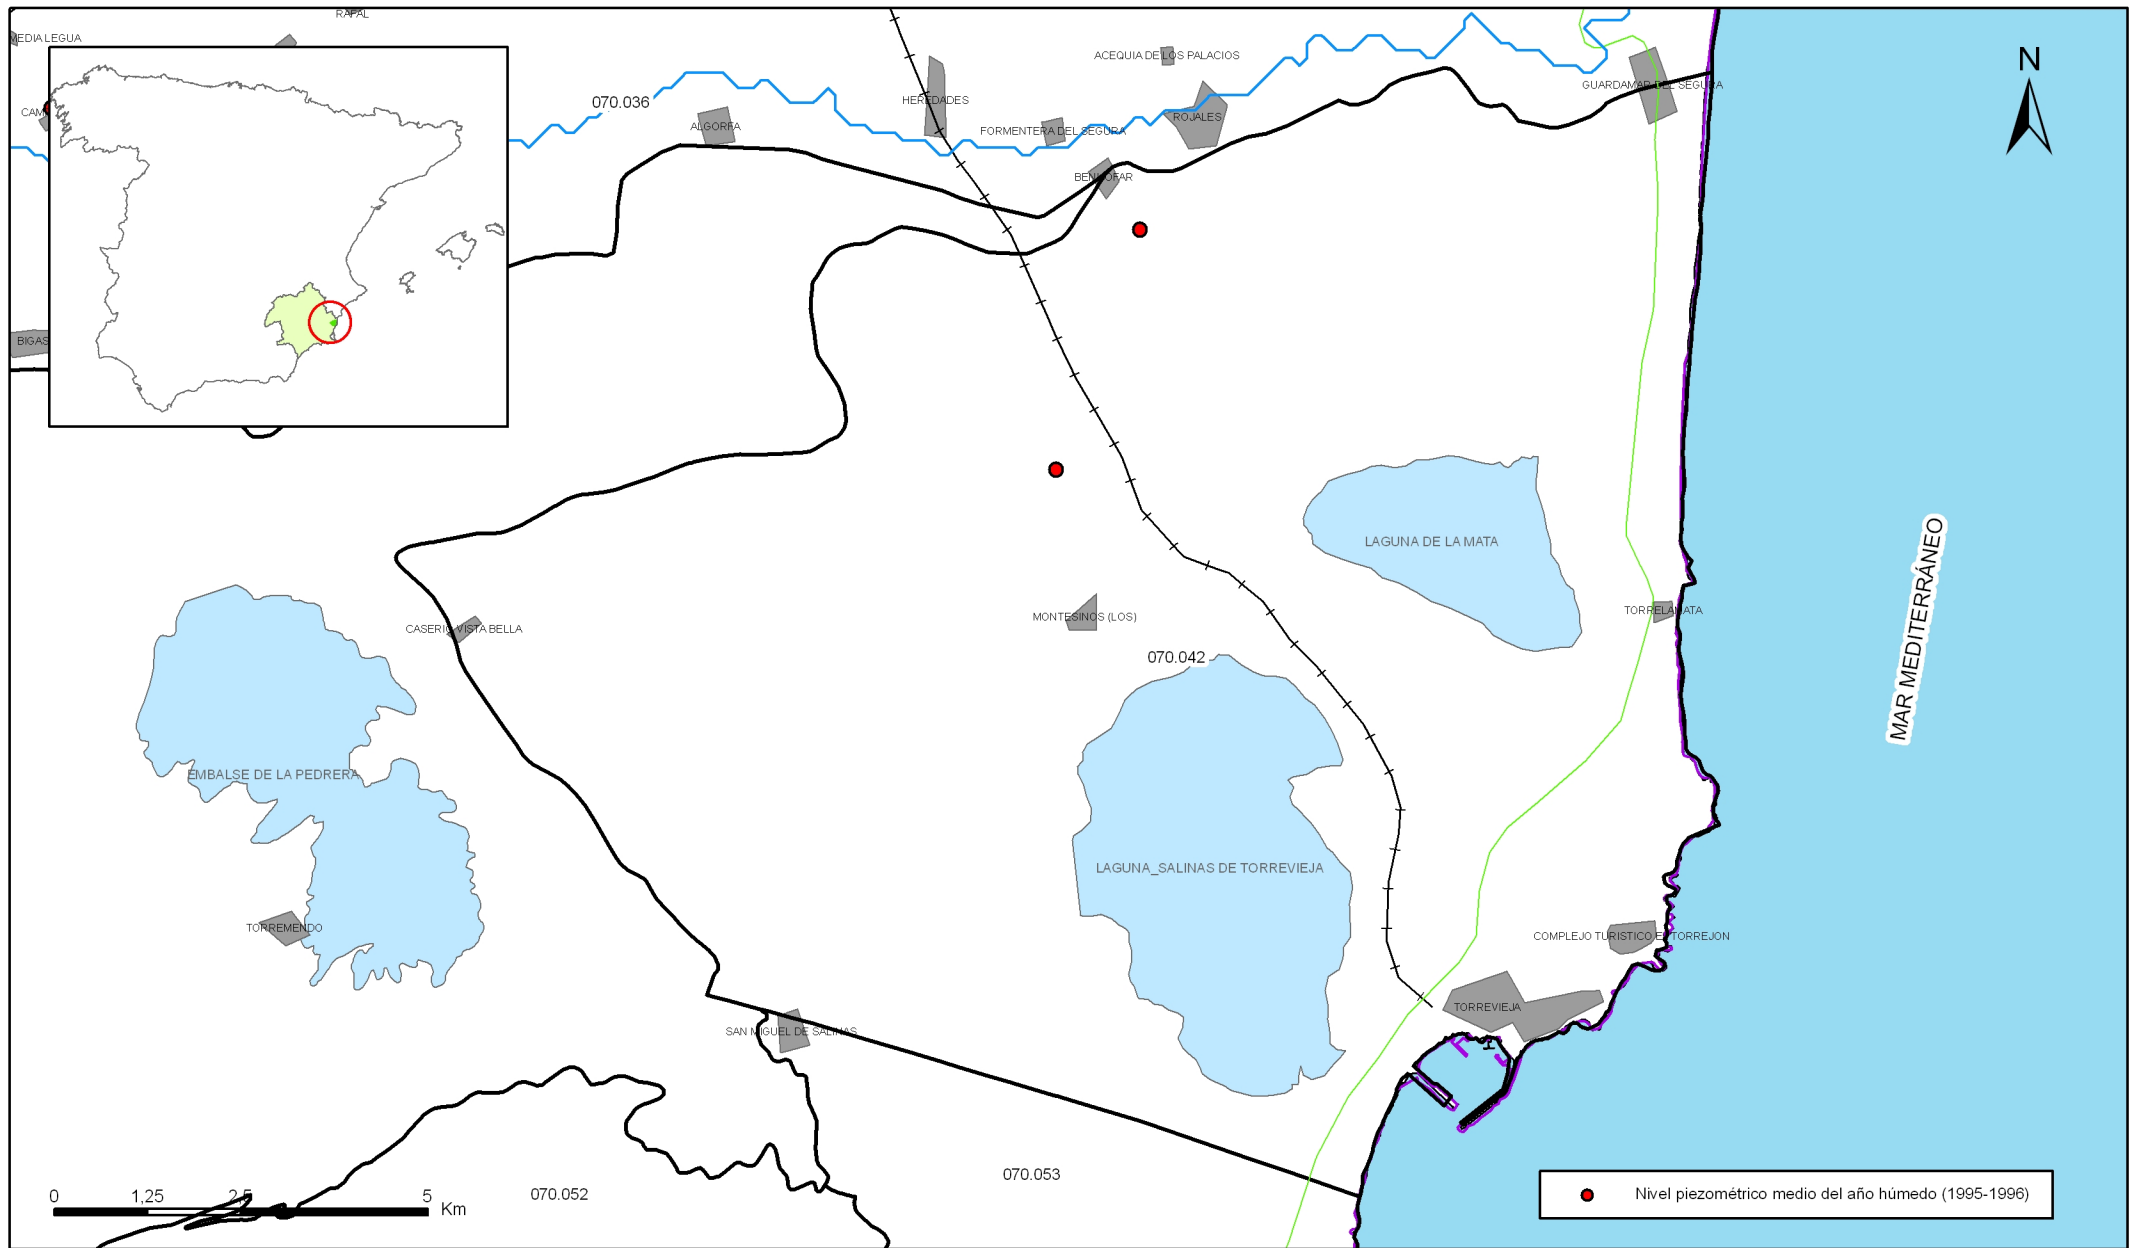 RAFAL
MEDIA LEGUA
N
ACEQUIA DE LOS PALACIOS
GUARDAMAR DEL SEGURA
070.036
HEREDADES
CAM
ALGORFA
FORMENTERA DEL SEGURA
ROJALES
BENIJOFAR
BIGAS
LAGUNA DE LA MATA
MAR MEDITERRÁNEO
TORRELAMATA
MONTESINOS (LOS)
CASERIO VISTA BELLA
070.042
EMBALSE DE LA PEDRERA
LAGUNA_SALINAS DE TORREVIEJA
TORREMENDO
COMPLEJO TURISTICO EL TORREJON
TORREVIEJA
SAN MIGUEL DE SALINAS
070.053
070.052
0 1,25 2,5 5
Km
Nivel piezométrico medio del año húmedo (1995-1996)